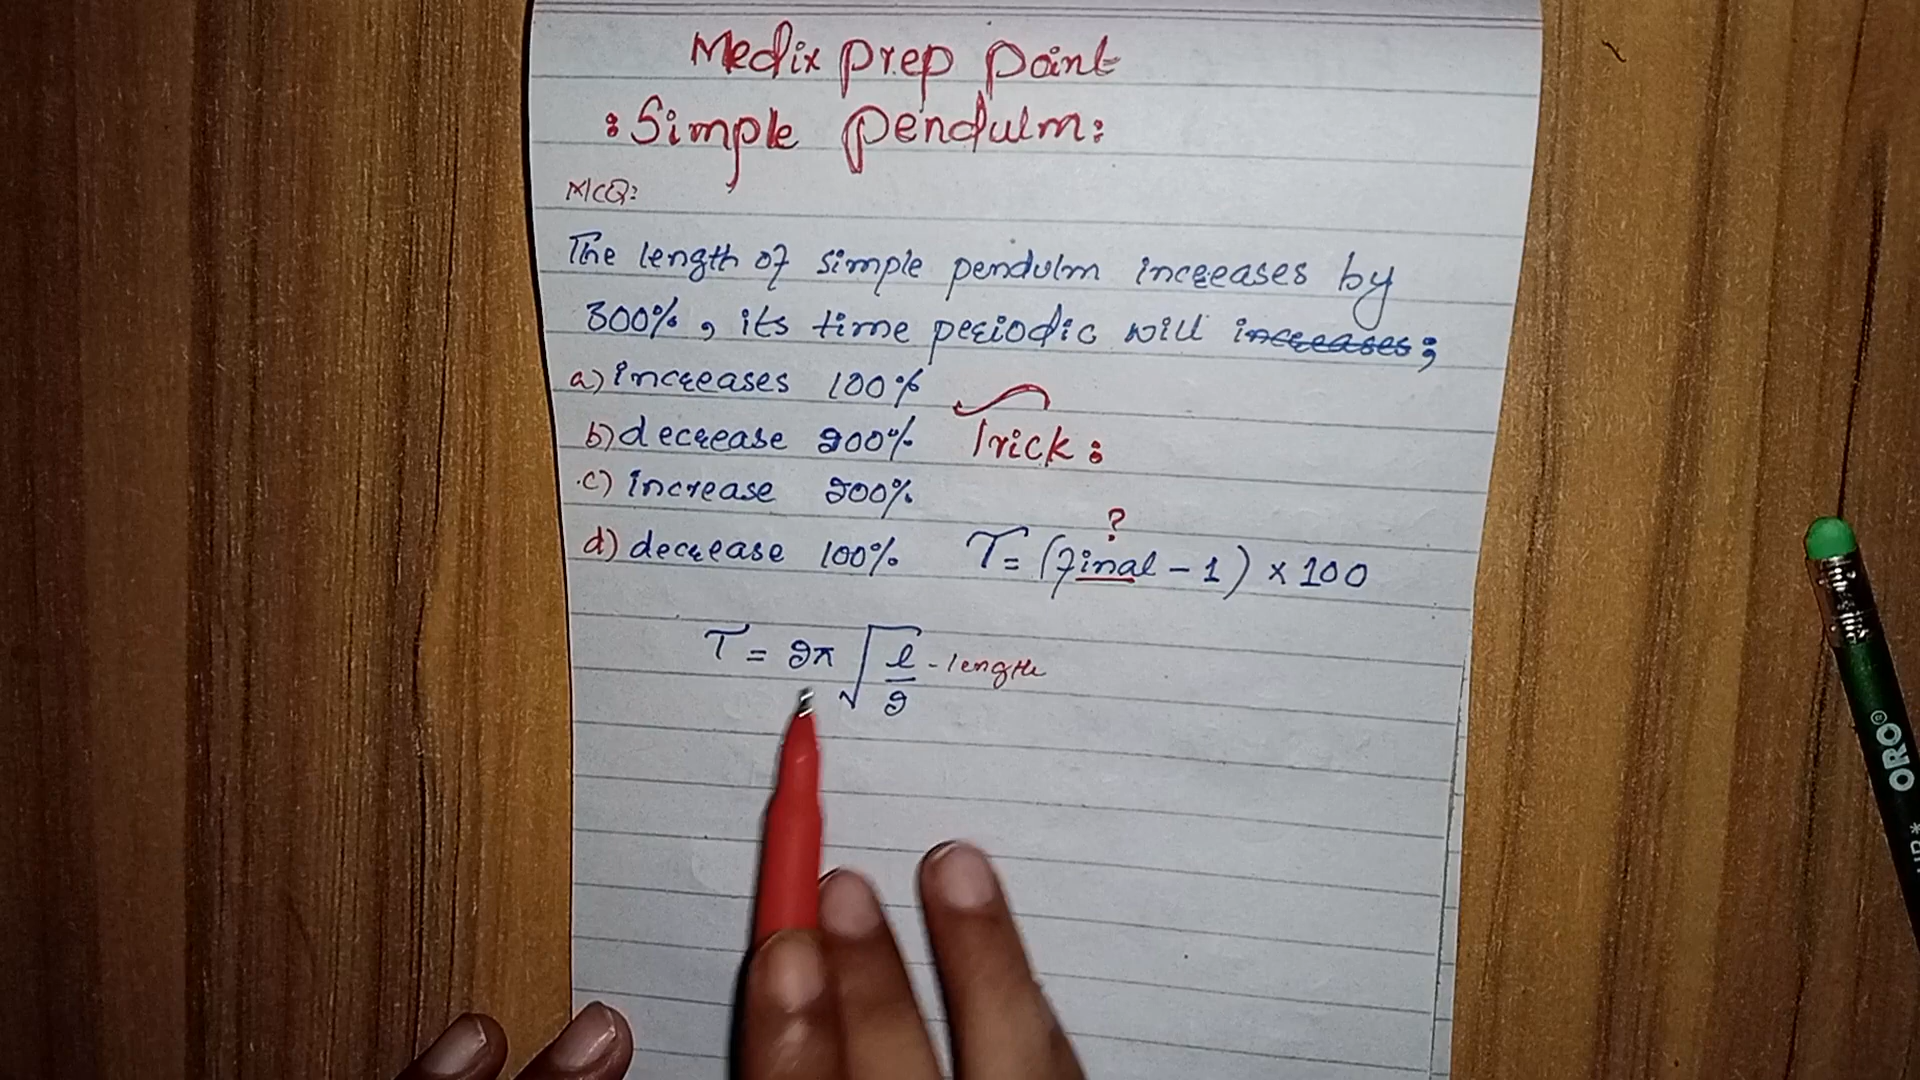 Medix prep point
:Simple pendulm:
MCQ:
The length of simple pendulm increases by
300%, its time periodic will increases;
a) increases 100%
b) decrease 200% Trick:
c) increase 200%
?
d) decrease 100% T = (final - 1) × 100
T = 2π √ l - length
g
ORO®